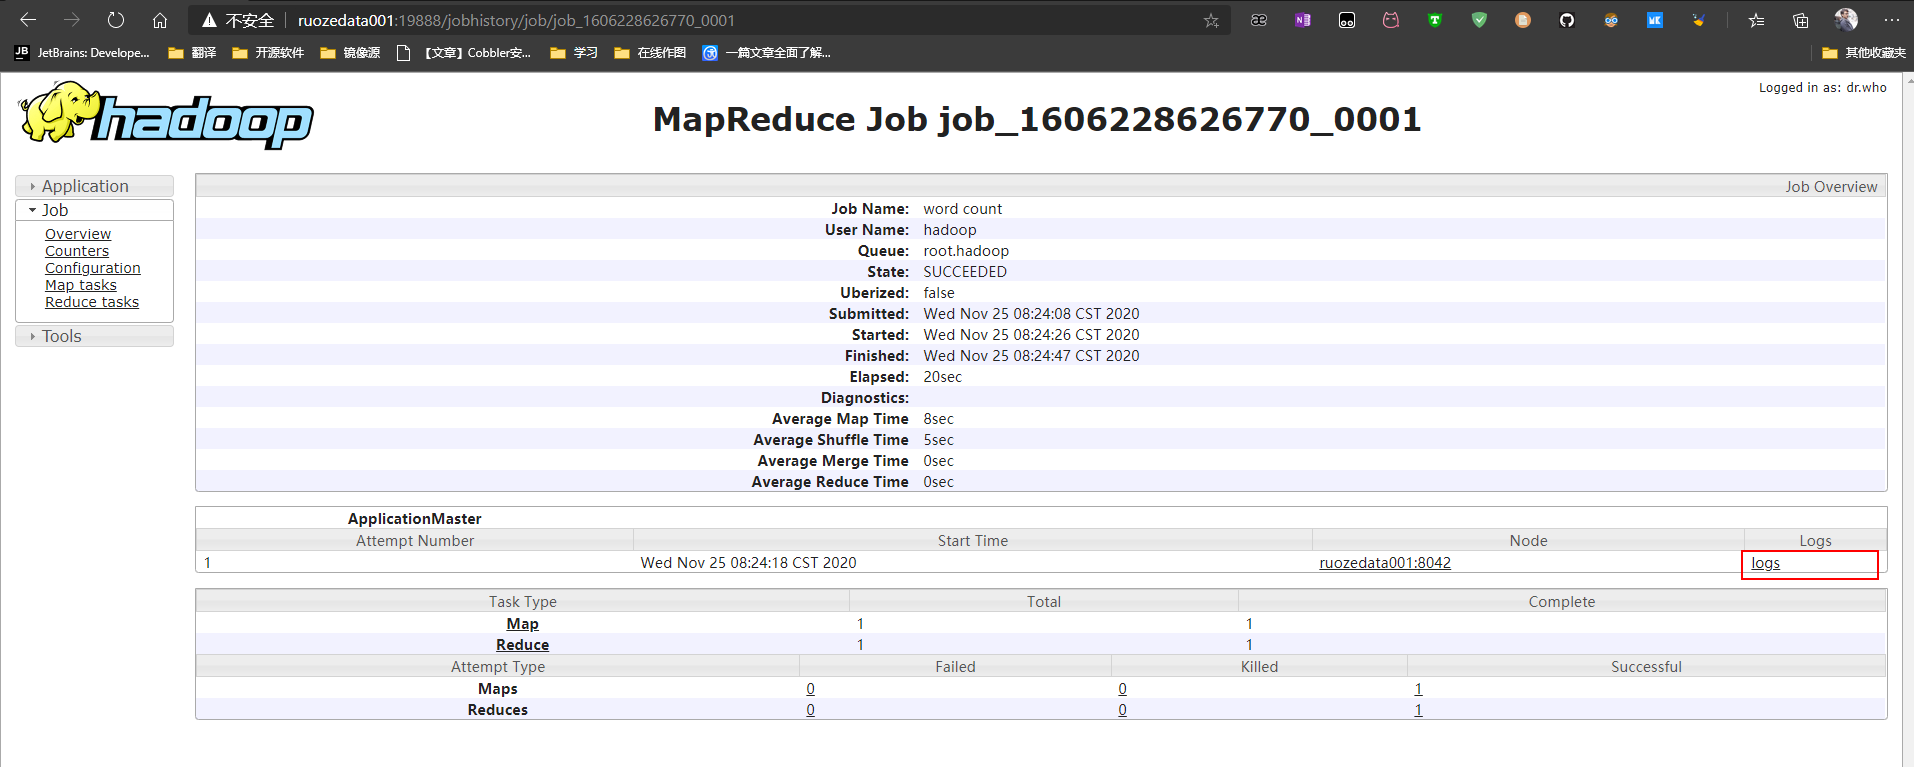 不安全 ruozedata001:19888/jobhistory/job/job_1606228626770_0001
JetBrains: Develope... 翻译 开源软件 镜像源 【文章】Cobbler安... 学习 在线作图 一篇文章全面了解... 其他收藏夹
Logged in as: dr.who
hadoop
MapReduce Job job_1606228626770_0001
Application
Job
Overview
Counters
Configuration
Map tasks
Reduce tasks
Tools
Job Overview
Job Name: word count
User Name: hadoop
Queue: root.hadoop
State: SUCCEEDED
Uberized: false
Submitted: Wed Nov 25 08:24:08 CST 2020
Started: Wed Nov 25 08:24:26 CST 2020
Finished: Wed Nov 25 08:24:47 CST 2020
Elapsed: 20sec
Diagnostics:
Average Map Time 8sec
Average Shuffle Time 5sec
Average Merge Time 0sec
Average Reduce Time 0sec
ApplicationMaster
Attempt Number Start Time Node Logs
1 Wed Nov 25 08:24:18 CST 2020 ruozedata001:8042 logs
Task Type Total Complete
Map 1 1
Reduce 1 1
Attempt Type Failed Killed Successful
Maps 0 0 1
Reduces 0 0 1